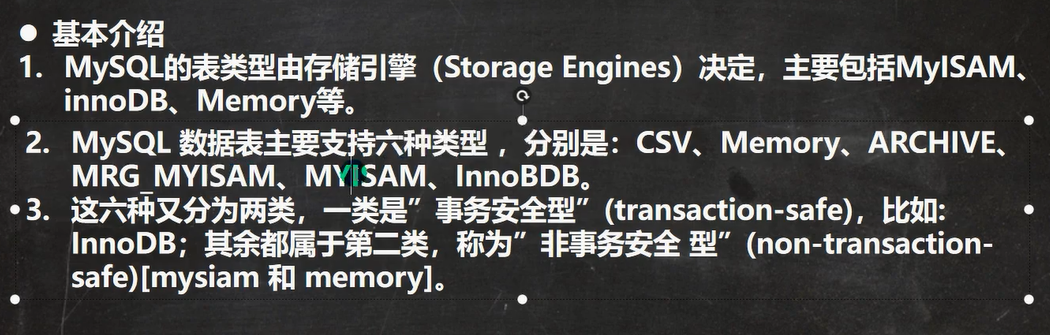 ● 基本介绍
1. MySQL的表类型由存储引擎（Storage Engines）决定，主要包括MyISAM、
innoDB、Memory等。
2. MySQL 数据表主要支持六种类型 ，分别是：CSV、Memory、ARCHIVE、
MRG_MYISAM、MYISAM、InnoBDB。
3. 这六种又分为两类，一类是”事务安全型”(transaction-safe)，比如:
InnoDB；其余都属于第二类，称为”非事务安全 型”(non-transaction-
safe)[mysiam 和 memory]。